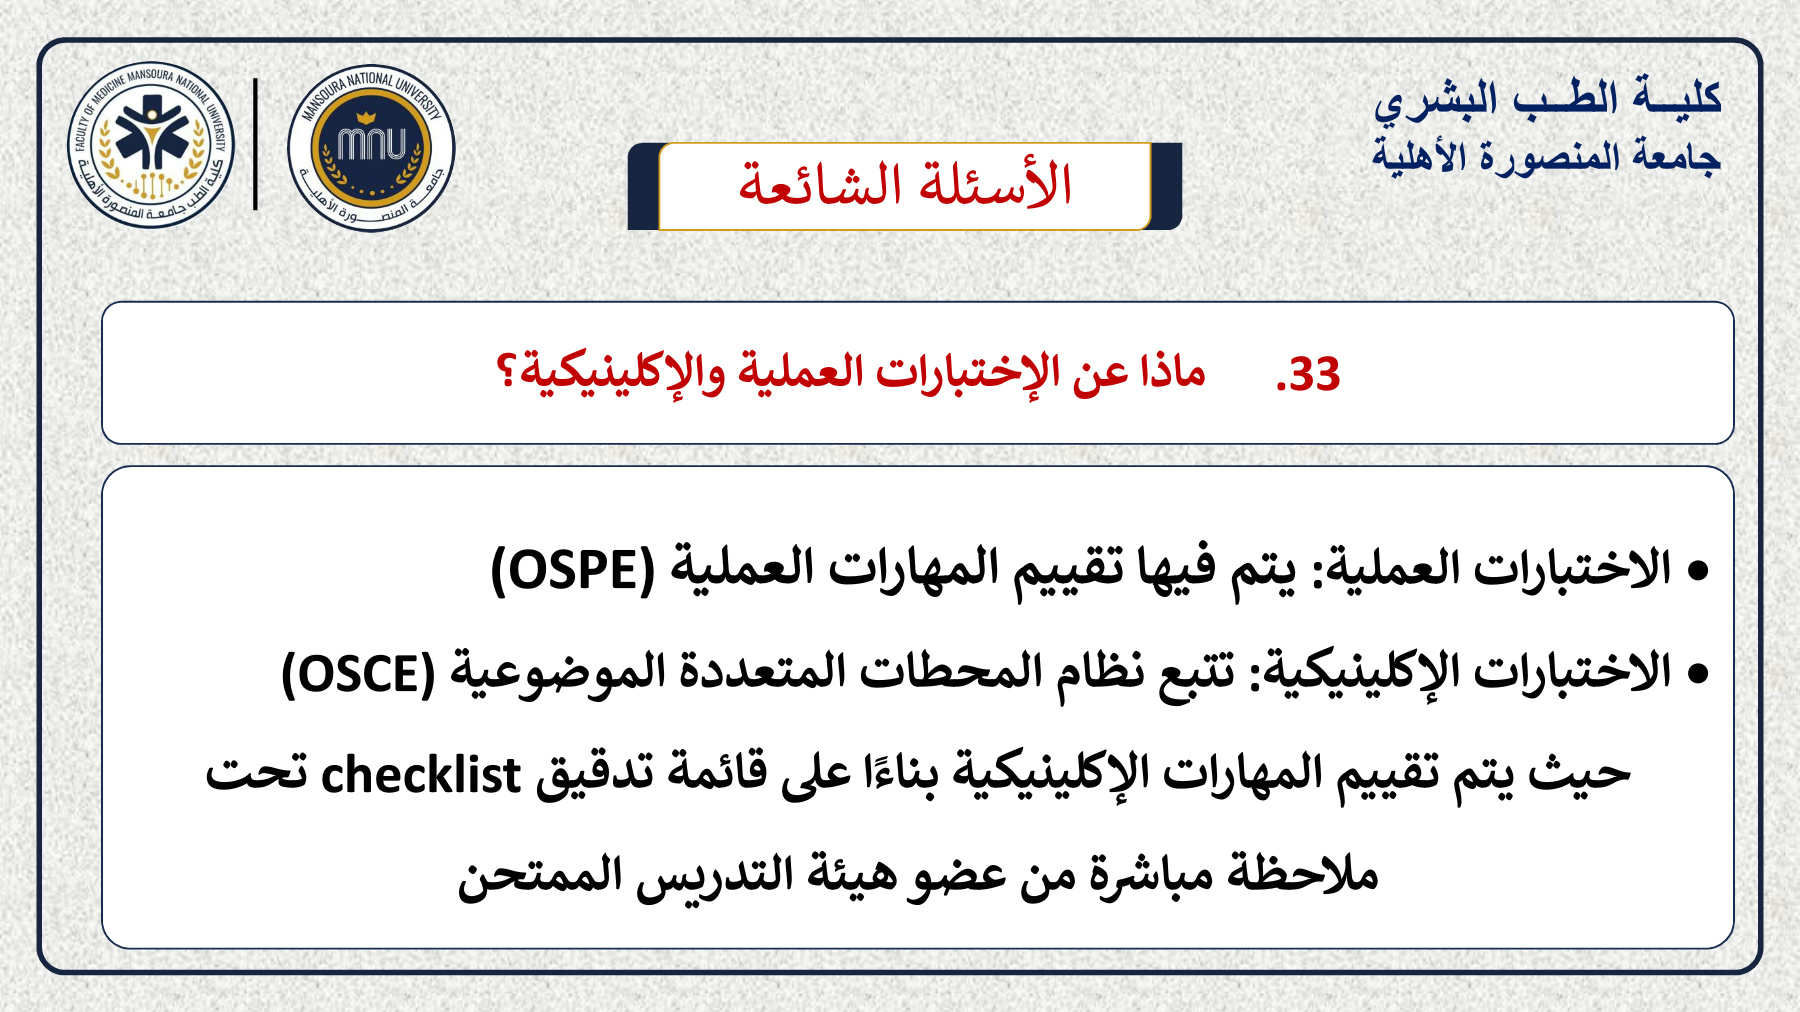 كليـــة الطـــب البشري
جامعة المنصورة الأهلية
FACULTY OF MEDICINE MANSOURA NATIONAL UNIVERSITY
كلية الطب جامعة المنصورة الأهلية
MANSOURA NATIONAL UNIVERSITY
mnu
جامعة المنصورة الأهلية
الأسئلة الشائعة
33. ماذا عن الإختبارات العملية والإكلينيكية؟
• الاختبارات العملية: يتم فيها تقييم المهارات العملية (OSPE)
• الاختبارات الإكلينيكية: تتبع نظام المحطات المتعددة الموضوعية (OSCE)
حيث يتم تقييم المهارات الإكلينيكية بناءًا على قائمة تدقيق checklist تحت
ملاحظة مباشرة من عضو هيئة التدريس الممتحن